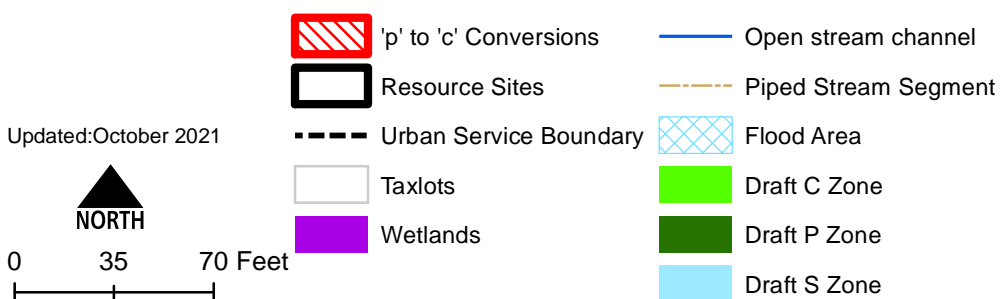 'p' to 'c' Conversions
Resource Sites
Urban Service Boundary
Taxlots
Wetlands
Open stream channel
Piped Stream Segment
Flood Area
Draft C Zone
Draft P Zone
Draft S Zone
Updated:October 2021
NORTH
0 35 70 Feet